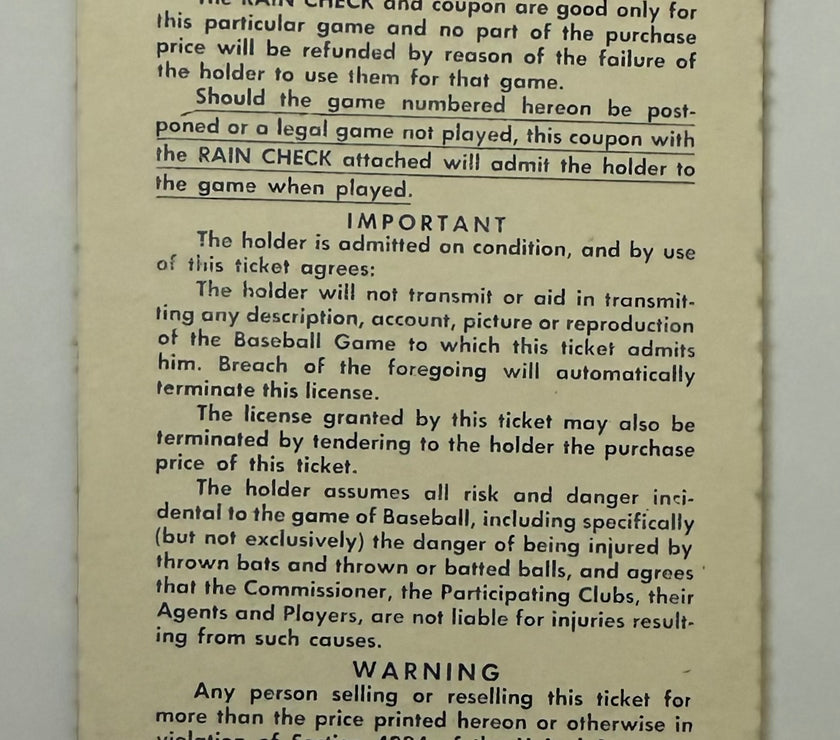 The RAIN CHECK and coupon are good only for
this particular game and no part of the purchase
price will be refunded by reason of the failure of
the holder to use them for that game.
Should the game numbered hereon be post-
poned or a legal game not played, this coupon with
the RAIN CHECK attached will admit the holder to
the game when played.
IMPORTANT
The holder is admitted on condition, and by use
of this ticket agrees:
The holder will not transmit or aid in transmit-
ting any description, account, picture or reproduction
of the Baseball Game to which this ticket admits
him. Breach of the foregoing will automatically
terminate this license.
The license granted by this ticket may also be
terminated by tendering to the holder the purchase
price of this ticket.
The holder assumes all risk and danger inci-
dental to the game of Baseball, including specifically
(but not exclusively) the danger of being injured by
thrown bats and thrown or batted balls, and agrees
that the Commissioner, the Participating Clubs, their
Agents and Players, are not liable for injuries result-
ing from such causes.
WARNING
Any person selling or reselling this ticket for
more than the price printed hereon or otherwise in
violation of